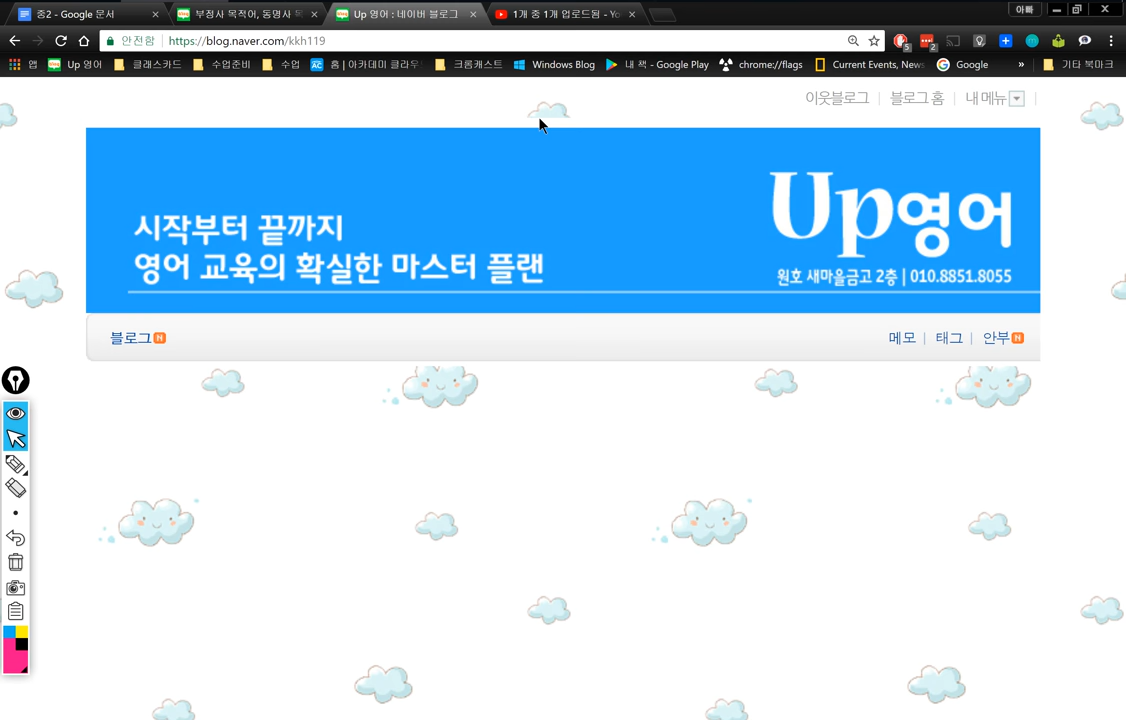 중2 - Google 문서
부정사 목적어, 동명사 목
Up 영어 : 네이버 블로그
1개 중 1개 업로드됨 - Yo
아빠
안전함
https://blog.naver.com/kkh119
5
2
앱
Up 영어
클래스카드
수업준비
수업
AC
홈 | 아카데미 클라우
크롬캐스트
Windows Blog
내 책 - Google Play
chrome://flags
Current Events, News
Google
»
기타 북마크
이웃블로그 | 블로그 홈 | 내 메뉴
시작부터 끝까지
영어 교육의 확실한 마스터 플랜
Up영어
원호 새마을금고 2층 | 010.8851.8055
블로그 N
메모 | 태그 | 안부 N